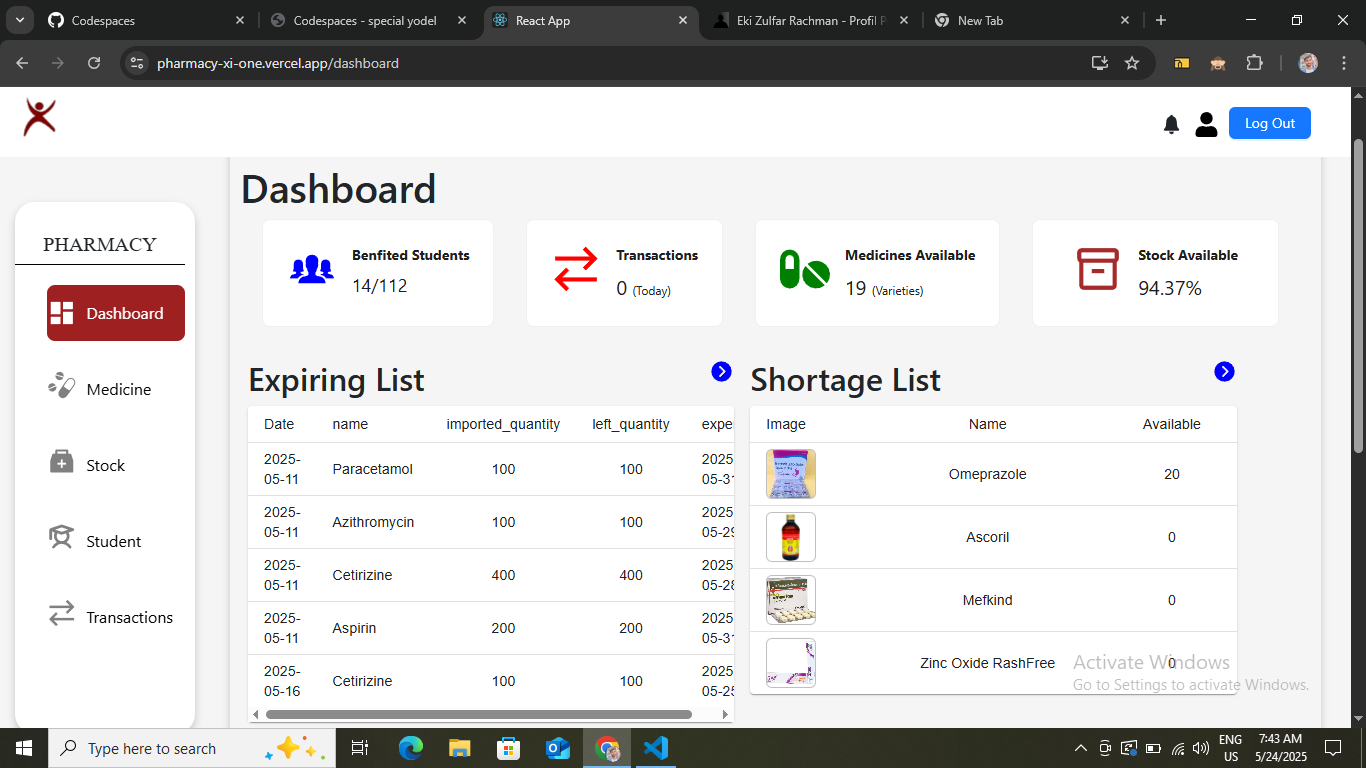 Codespaces
Codespaces - special yodel
React App
Eki Zulfar Rachman - Profil
New Tab
pharmacy-xi-one.vercel.app/dashboard
Log Out
PHARMACY
Dashboard
Medicine
Stock
Student
Transactions
Dashboard
Benfited Students
14/112
Transactions
0 (Today)
Medicines Available
19 (Varieties)
Stock Available
94.37%
Expiring List
Date name imported_quantity left_quantity
2025-
05-11
Paracetamol 100 100
2025-
05-31
2025-
05-11
Azithromycin 100 100
2025-
05-29
2025-
05-11
Cetirizine 400 400
2025-
05-28
2025-
05-11
Aspirin 200 200
2025-
05-31
2025-
05-16
Cetirizine 100 100
2025-
05-25
Shortage List
Image Name Available
Omeprazole 20
Ascoril 0
Mefkind 0
Zinc Oxide RashFree 0
Activate Windows
Go to Settings to activate Windows.
Type here to search
ENG
US
7:43 AM
5/24/2025